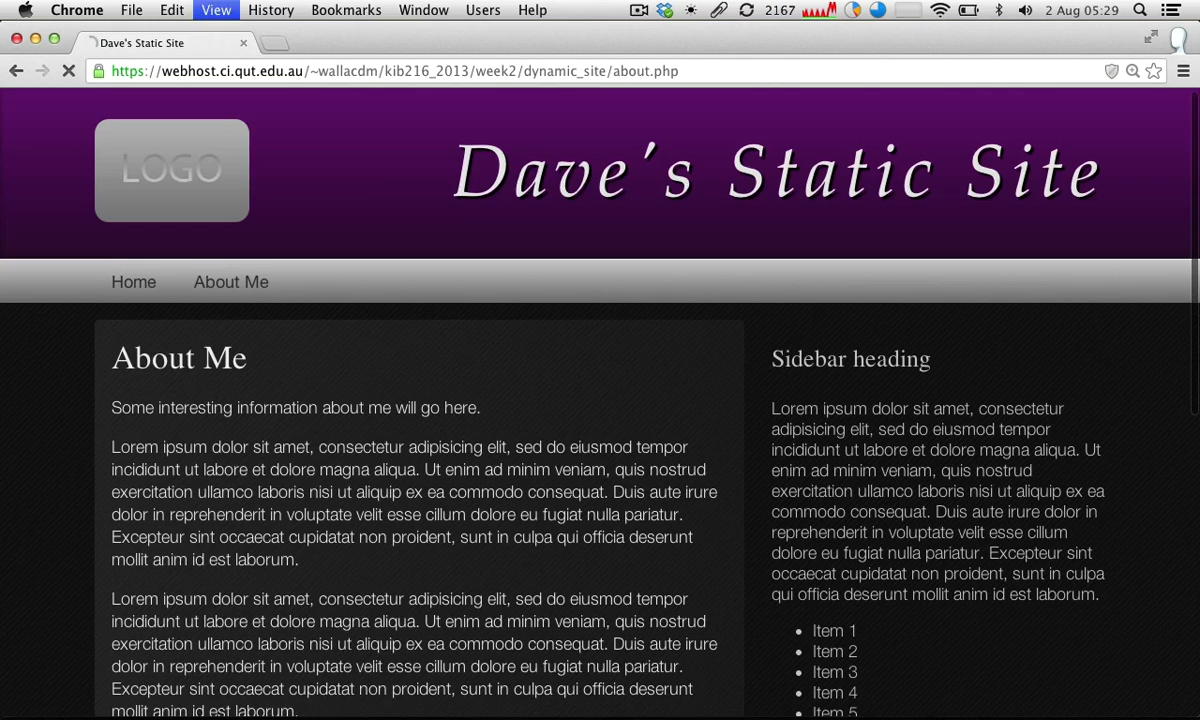 Chrome File Edit View History Bookmarks Window Users Help 2167 2 Aug 05:29
Dave's Static Site
https://webhost.ci.qut.edu.au/~wallacdm/kib216_2013/week2/dynamic_site/about.php
LOGO
Dave's Static Site
Home About Me
About Me
Some interesting information about me will go here.
Lorem ipsum dolor sit amet, consectetur adipisicing elit, sed do eiusmod tempor
incididunt ut labore et dolore magna aliqua. Ut enim ad minim veniam, quis nostrud
exercitation ullamco laboris nisi ut aliquip ex ea commodo consequat. Duis aute irure
dolor in reprehenderit in voluptate velit esse cillum dolore eu fugiat nulla pariatur.
Excepteur sint occaecat cupidatat non proident, sunt in culpa qui officia deserunt
mollit anim id est laborum.
Lorem ipsum dolor sit amet, consectetur adipisicing elit, sed do eiusmod tempor
incididunt ut labore et dolore magna aliqua. Ut enim ad minim veniam, quis nostrud
exercitation ullamco laboris nisi ut aliquip ex ea commodo consequat. Duis aute irure
dolor in reprehenderit in voluptate velit esse cillum dolore eu fugiat nulla pariatur.
Excepteur sint occaecat cupidatat non proident, sunt in culpa qui officia deserunt
mollit anim id est laborum.
Sidebar heading
Lorem ipsum dolor sit amet, consectetur
adipisicing elit, sed do eiusmod tempor
incididunt ut labore et dolore magna aliqua. Ut
enim ad minim veniam, quis nostrud
exercitation ullamco laboris nisi ut aliquip ex ea
commodo consequat. Duis aute irure dolor in
reprehenderit in voluptate velit esse cillum
dolore eu fugiat nulla pariatur. Excepteur sint
occaecat cupidatat non proident, sunt in culpa
qui officia deserunt mollit anim id est laborum.
Item 1
Item 2
Item 3
Item 4
Item 5